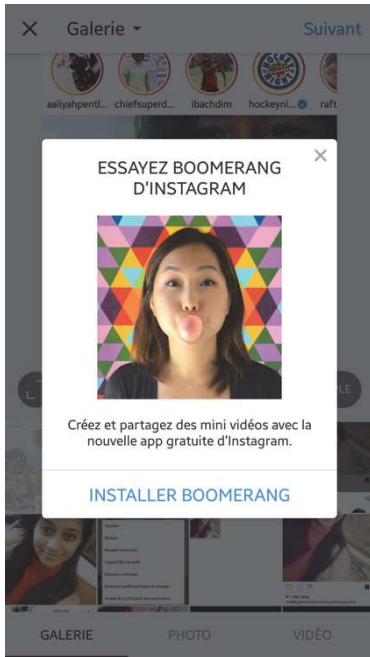 Galerie
Suivant
aaliyahpentl... chiefsuperd... ibachdim hockeyni... raft
ESSAYEZ BOOMERANG
D'INSTAGRAM
Créez et partagez des mini vidéos avec la
nouvelle app gratuite d'Instagram.
INSTALLER BOOMERANG
GALERIE PHOTO VIDÉO